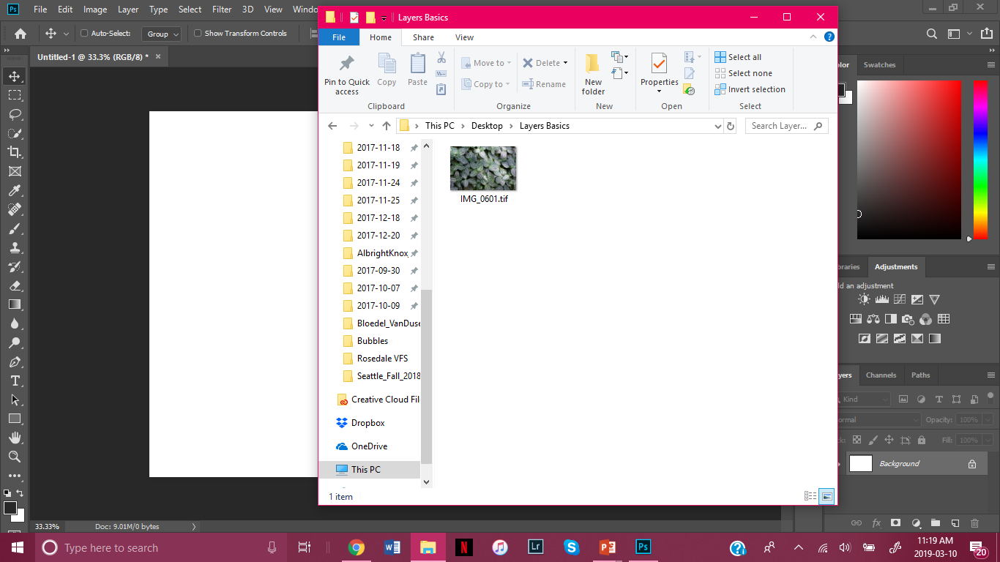 Ps File Edit Image Layer Type Select Filter 3D View
Auto-Select: Group Show Transform Controls
Untitled-1 @ 33.3% (RGB/8) * ×
Layers Basics
File Home Share View
Pin to Quick access
Copy
Paste
Move to
Copy to
Delete
Rename
New folder
Properties
Select all
Select none
Invert selection
Clipboard Organize New Open Select
This PC Desktop Layers Basics
Search Layer...
2017-11-18
2017-11-19
2017-11-24
2017-11-25
2017-12-18
2017-12-20
AlbrightKnox
2017-09-30
2017-10-07
2017-10-09
Bloedel_VanDuse
Bubbles
Rosedale VFS
Seattle_Fall_2018
Creative Cloud Fil
Dropbox
OneDrive
This PC
IMG_0601.tif
1 item
Swatches
Adjustments
an adjustment
Channels Paths
Kind
Opacity: 100%
Fill: 100%
Background
33.33% Doc: 9.01M/0 bytes
Type here to search
Lr
Ps
11:19 AM
2019-03-10
20